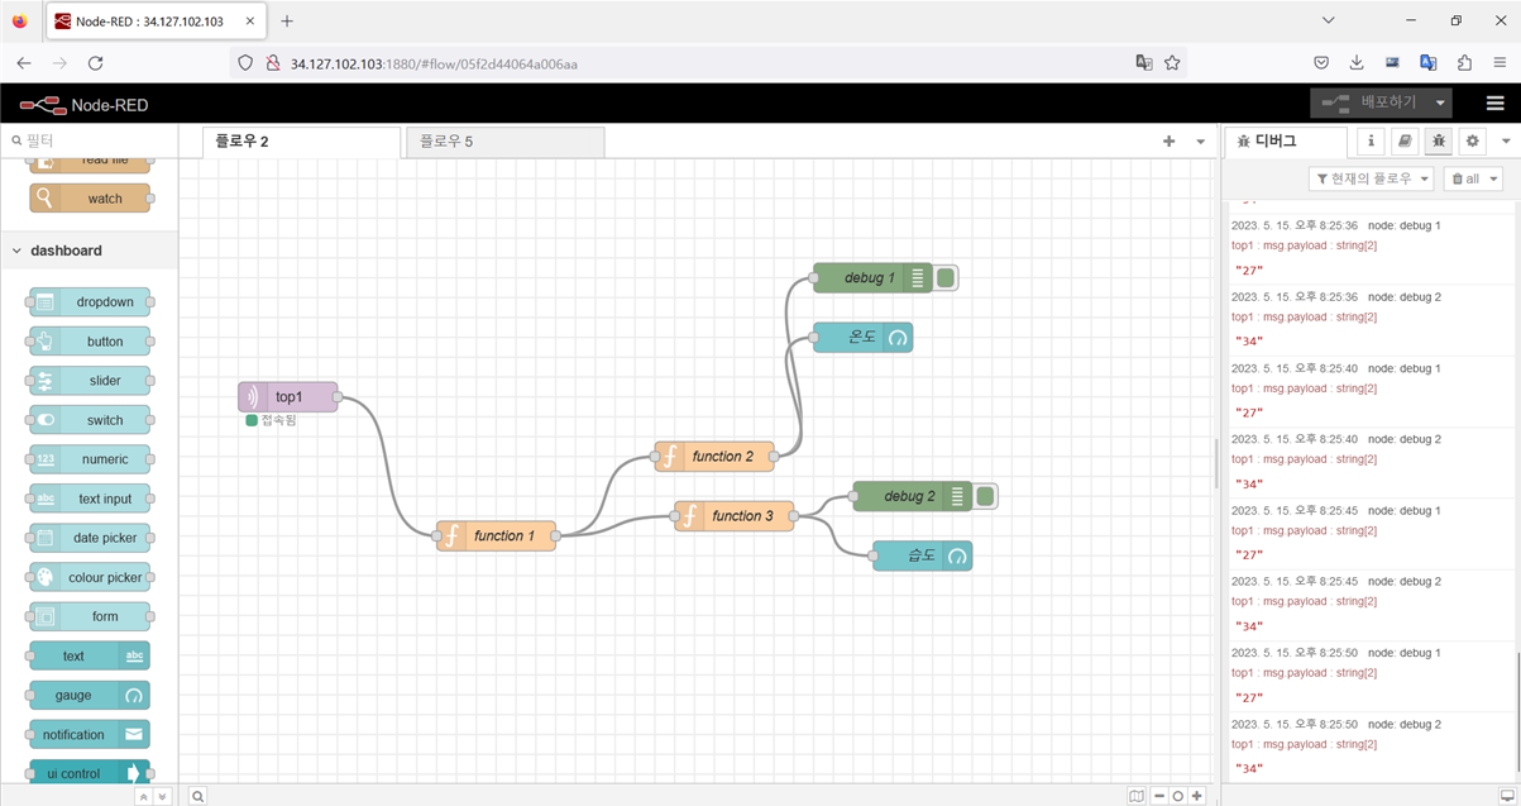 Node-RED : 34.127.102.103
34.127.102.103:1880/#flow/05f2d44064a006aa
Node-RED
배포하기
필터
플로우 2
플로우 5
디버그
read file
watch
dashboard
dropdown
button
slider
switch
123 numeric
abc text input
date picker
colour picker
form
text abc
gauge
notification
ui control
top1
접속됨
function 1
function 2
function 3
debug 1
온도
debug 2
습도
현재의 플로우
all
2023. 5. 15. 오후 8:25:36 node: debug 1
top1 : msg.payload : string[2]
"27"
2023. 5. 15. 오후 8:25:36 node: debug 2
top1 : msg.payload : string[2]
"34"
2023. 5. 15. 오후 8:25:40 node: debug 1
top1 : msg.payload : string[2]
"27"
2023. 5. 15. 오후 8:25:40 node: debug 2
top1 : msg.payload : string[2]
"34"
2023. 5. 15. 오후 8:25:45 node: debug 1
top1 : msg.payload : string[2]
"27"
2023. 5. 15. 오후 8:25:45 node: debug 2
top1 : msg.payload : string[2]
"34"
2023. 5. 15. 오후 8:25:50 node: debug 1
top1 : msg.payload : string[2]
"27"
2023. 5. 15. 오후 8:25:50 node: debug 2
top1 : msg.payload : string[2]
"34"